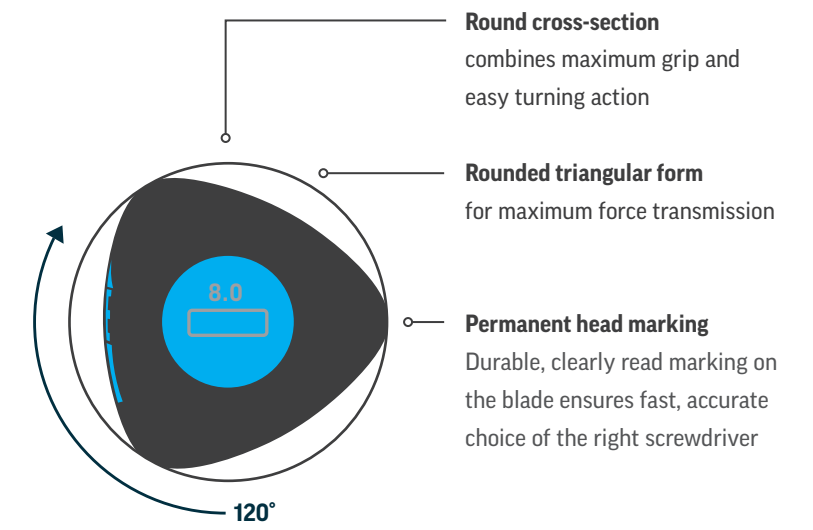 Round cross-section
combines maximum grip and
easy turning action
Rounded triangular form
for maximum force transmission
8.0
Permanent head marking
Durable, clearly read marking on
the blade ensures fast, accurate
choice of the right screwdriver
120°